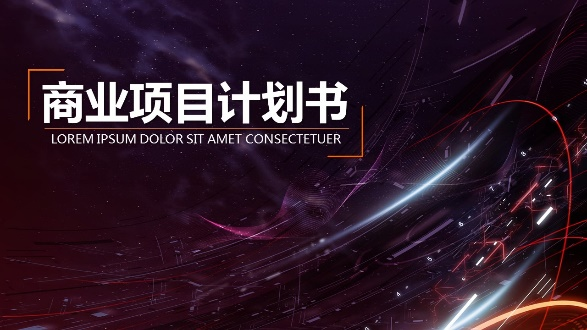 商业项目计划书
LOREM IPSUM DOLOR SIT AMET CONSECTETUER